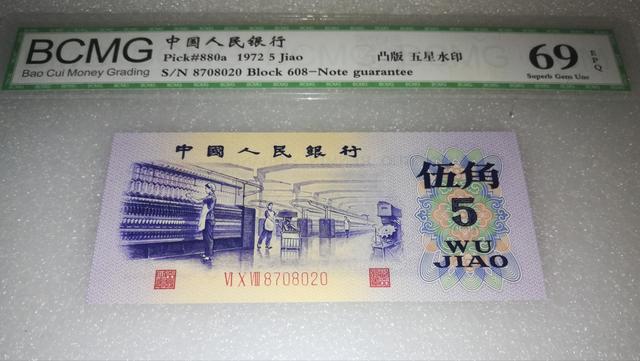 BCMG
Bao Cui Money Grading
中國人民銀行
Pick#880a 1972 5 Jiao
凸版 五星水印
S/N 8708020 Block 608-Note guarantee
69
EPQ
Superb Gem Unc
中國人民銀行
伍角
5
WU
JIAO
VI X VIII 8708020